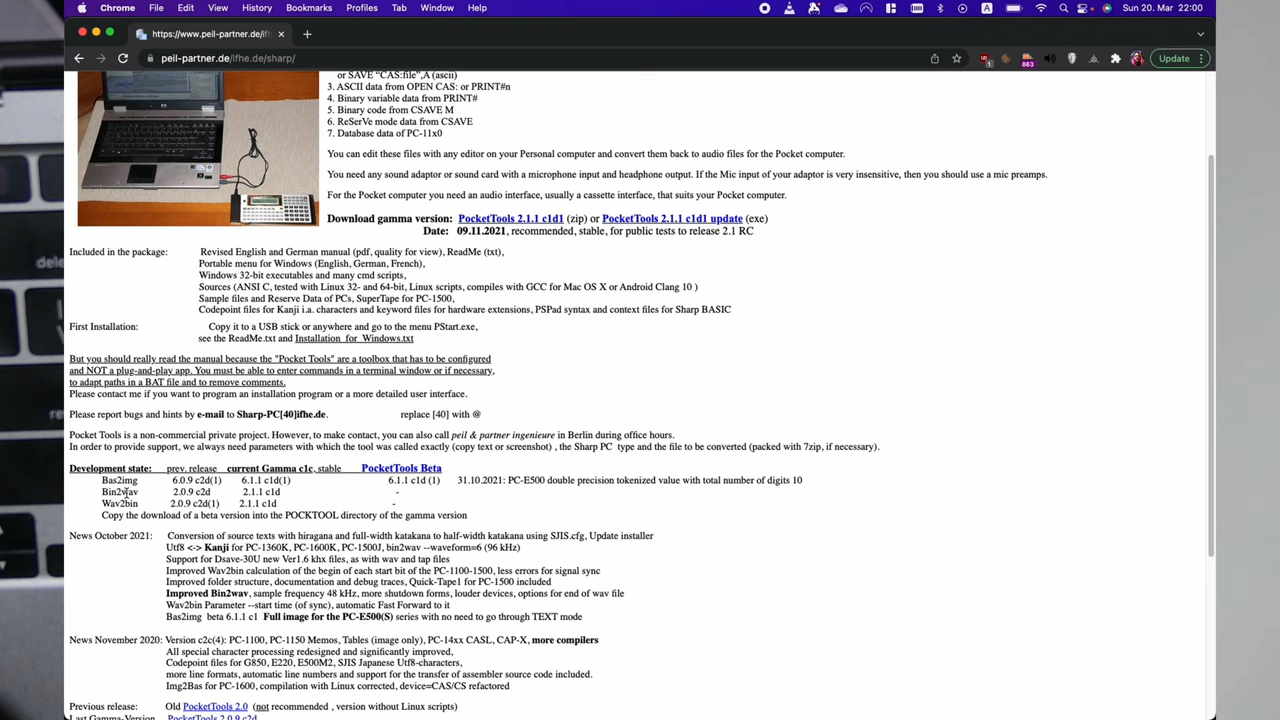 Chrome File Edit View History Bookmarks Profiles Tab Window Help
A Sun 20. Mar 22:00
https://www.peil-partner.de/ifhe
peil-partner.de/ifhe.de/sharp/
863
Update
or SAVE "CAS:file",A (ascii)
3. ASCII data from OPEN CAS: or PRINT#n
4. Binary variable data from PRINT#
5. Binary code from CSAVE M
6. ReSerVe mode data from CSAVE
7. Database data of PC-11x0
You can edit these files with any editor on your Personal computer and convert them back to audio files for the Pocket computer.
You need any sound adaptor or sound card with a microphone input and headphone output. If the Mic input of your adaptor is very insensitive, then you should use a mic preamps.
For the Pocket computer you need an audio interface, usually a cassette interface, that suits your Pocket computer.
Download gamma version: PocketTools 2.1.1 c1d1 (zip) or PocketTools 2.1.1 c1d1 update (exe)
Date: 09.11.2021, recommended, stable, for public tests to release 2.1 RC
Included in the package: Revised English and German manual (pdf, quality for view), ReadMe (txt),
Portable menu for Windows (English, German, French),
Windows 32-bit executables and many cmd scripts,
Sources (ANSI C, tested with Linux 32- and 64-bit, Linux scripts, compiles with GCC for Mac OS X or Android Clang 10 )
Sample files and Reserve Data of PCs, SuperTape for PC-1500,
Codepoint files for Kanji i.a. characters and keyword files for hardware extensions, PSPad syntax and context files for Sharp BASIC
First Installation: Copy it to a USB stick or anywhere and go to the menu PStart.exe,
see the ReadMe.txt and Installation_for_Windows.txt
But you should really read the manual because the "Pocket Tools" are a toolbox that has to be configured
and NOT a plug-and-play app. You must be able to enter commands in a terminal window or if necessary,
to adapt paths in a BAT file and to remove comments.
Please contact me if you want to program an installation program or a more detailed user interface.
Please report bugs and hints by e-mail to Sharp-PC[40]ifhe.de. replace [40] with @
Pocket Tools is a non-commercial private project. However, to make contact, you can also call peil & partner ingenieure in Berlin during office hours.
In order to provide support, we always need parameters with which the tool was called exactly (copy text or screenshot) , the Sharp PC type and the file to be converted (packed with 7zip, if necessary).
Development state: prev. release current Gamma c1c, stable PocketTools Beta
Bas2img 6.0.9 c2d(1) 6.1.1 c1d(1) 6.1.1 c1d (1) 31.10.2021: PC-E500 double precision tokenized value with total number of digits 10
Bin2wav 2.0.9 c2d 2.1.1 c1d -
Wav2bin 2.0.9 c2d(1) 2.1.1 c1d -
Copy the download of a beta version into the POCKTOOL directory of the gamma version
News October 2021: Conversion of source texts with hiragana and full-width katakana to half-width katakana using SJIS.cfg, Update installer
Utf8 <-> Kanji for PC-1360K, PC-1600K, PC-1500J, bin2wav --waveform=6 (96 kHz)
Support for Dsave-30U new Ver1.6 khx files, as with wav and tap files
Improved Wav2bin calculation of the begin of each start bit of the PC-1100-1500, less errors for signal sync
Improved folder structure, documentation and debug traces, Quick-Tape1 for PC-1500 included
Improved Bin2wav, sample frequency 48 kHz, more shutdown forms, louder devices, options for end of wav file
Wav2bin Parameter --start time (of sync), automatic Fast Forward to it
Bas2img beta 6.1.1 c1 Full image for the PC-E500(S) series with no need to go through TEXT mode
News November 2020: Version c2c(4): PC-1100, PC-1150 Memos, Tables (image only), PC-14xx CASL, CAP-X, more compilers
All special character processing redesigned and significantly improved,
Codepoint files for G850, E220, E500M2, SJIS Japanese Utf8-characters,
more line formats, automatic line numbers and support for the transfer of assembler source code included.
Img2Bas for PC-1600, compilation with Linux corrected, device=CAS/CS refactored
Previous release: Old PocketTools 2.0 (not recommended , version without Linux scripts)
Last Gamma-Version PocketTools 2.0.9 c2d